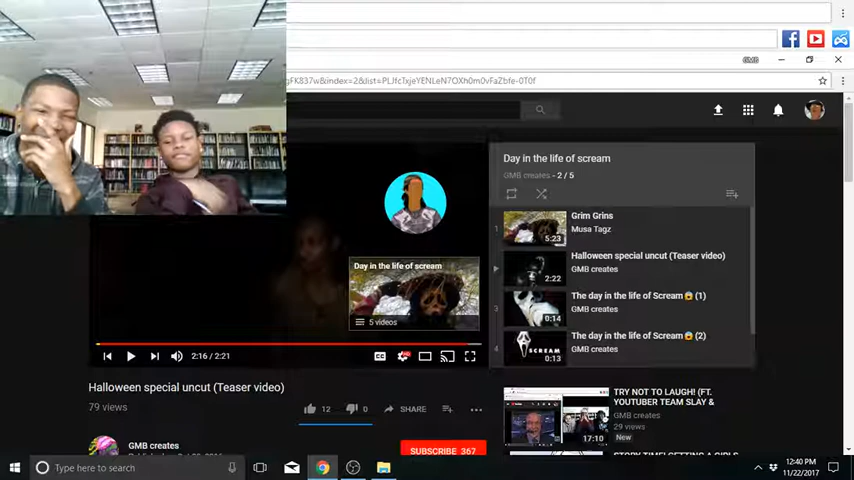 GMB
gFK837w&index=2&list=PLJfcTxjeYENLeN7OXh0m0vFaZbfe-0T0f
Day in the life of scream
GMB creates - 2 / 5
1
Grim Grins
Musa Tagz
5:23
Halloween special uncut (Teaser video)
GMB creates
2:22
3
The day in the life of Scream😱 (1)
GMB creates
0:14
4
The day in the life of Scream😱 (2)
GMB creates
SCREAM
0:13
Day in the life of scream
5 videos
2:16 / 2:21
CC
Halloween special uncut (Teaser video)
79 views
12
0
SHARE
GMB creates
SUBSCRIBE 367
TRY NOT TO LAUGH! (FT.
YOUTUBER TEAM SLAY &
GMB creates
29 views
New
17:10
Type here to search
12:40 PM
11/22/2017